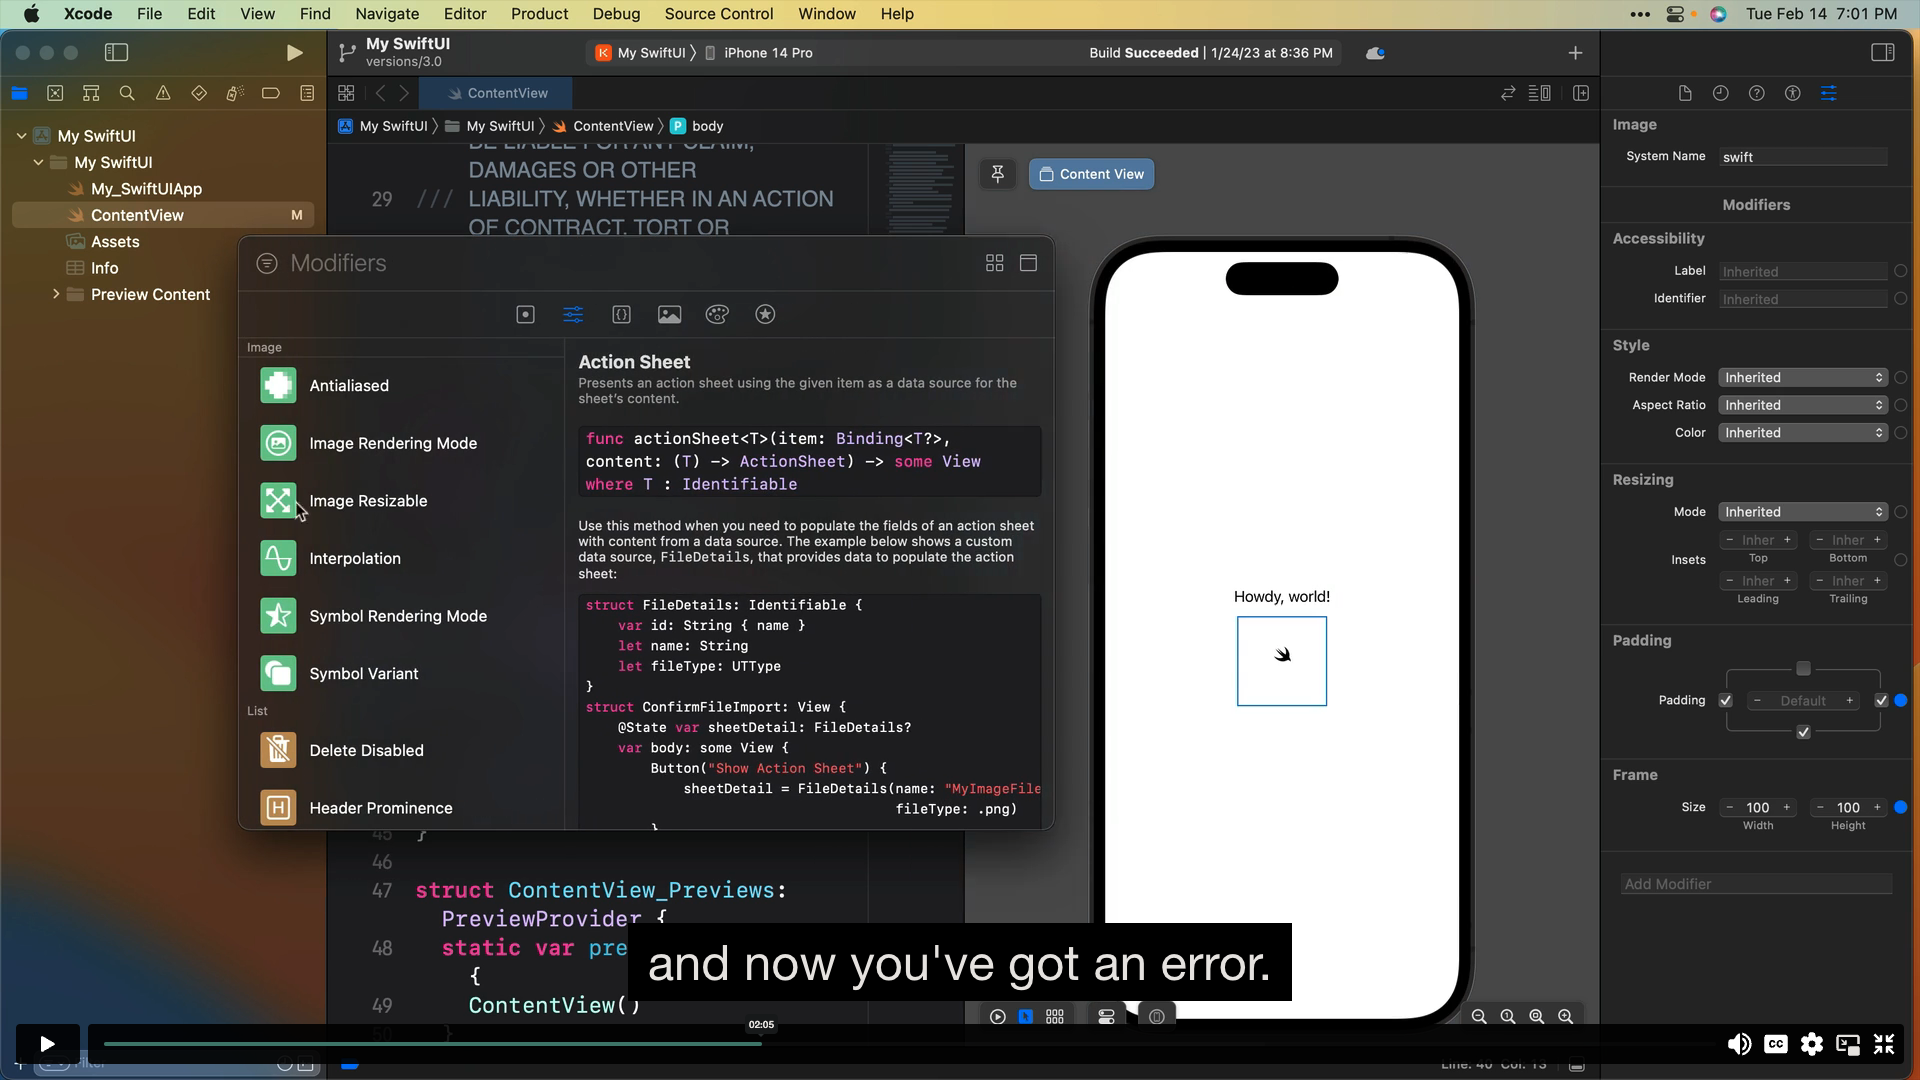 Xcode File Edit View Find Navigate Editor Product Debug Source Control Window Help Tue Feb 14 7:01 PM
My SwiftUI
versions/3.0
My SwiftUI iPhone 14 Pro
Build Succeeded | 1/24/23 at 8:36 PM
ContentView
My SwiftUI My SwiftUI ContentView P body
My SwiftUI
My SwiftUI
My_SwiftUIApp
ContentView M
Assets
Info
Preview Content
BE LIABLE FOR ANY CLAIM,
DAMAGES OR OTHER
29 /// LIABILITY, WHETHER IN AN ACTION
OF CONTRACT, TORT OR
Modifiers
Image
Antialiased
Image Rendering Mode
Image Resizable
Interpolation
Symbol Rendering Mode
Symbol Variant
List
Delete Disabled
Header Prominence
Action Sheet
Presents an action sheet using the given item as a data source for the
sheet's content.
func actionSheet<T>(item: Binding<T?>,
content: (T) -> ActionSheet) -> some View
where T : Identifiable
Use this method when you need to populate the fields of an action sheet
with content from a data source. The example below shows a custom
data source, FileDetails, that provides data to populate the action
sheet:
struct FileDetails: Identifiable {
var id: String { name }
let name: String
let fileType: UTType
}
struct ConfirmFileImport: View {
@State var sheetDetail: FileDetails?
var body: some View {
Button("Show Action Sheet") {
sheetDetail = FileDetails(name: "MyImageFile
fileType: .png)
}
45 }
46
47 struct ContentView_Previews:
PreviewProvider {
48 static var pre
{
49 ContentView()
50 }
Content View
Howdy, world!
Image
System Name swift
Modifiers
Accessibility
Label Inherited
Identifier Inherited
Style
Render Mode Inherited
Aspect Ratio Inherited
Color Inherited
Resizing
Mode Inherited
Insets
− Inher + − Inher +
Top Bottom
− Inher + − Inher +
Leading Trailing
Padding
Padding − Default +
Frame
Size − 100 + − 100 +
Width Height
Add Modifier
and now you've got an error.
02:05
CC
Filter
Line: 40 Col: 13